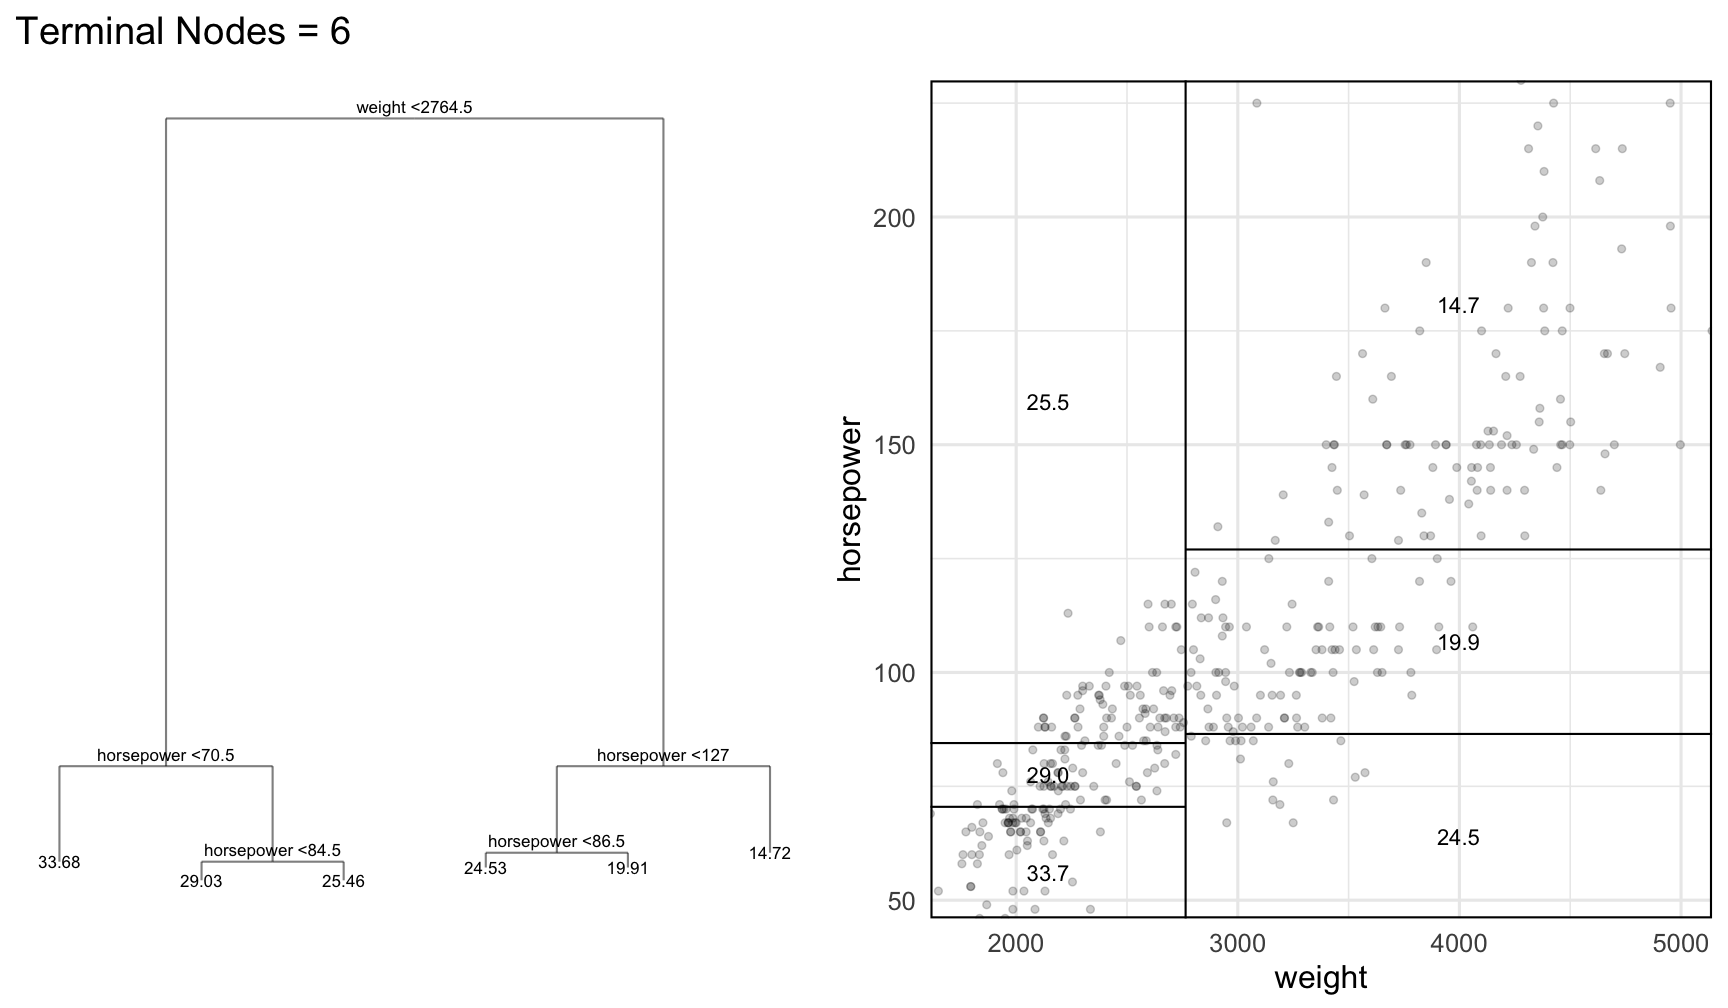 Terminal Nodes = 6
weight <2764.5
horsepower <70.5
horsepower <127
horsepower <84.5
horsepower <86.5
33.68
29.03
25.46
24.53
19.91
14.72
horsepower
200
150
100
50
25.5
29.0
33.7
14.7
19.9
24.5
2000 3000 4000 5000
weight